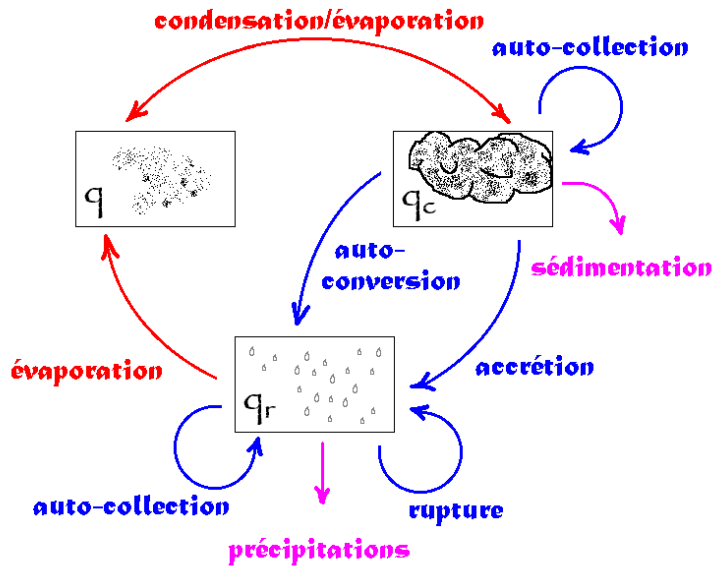 condensation/évaporation
auto-collection
q
qc
sédimentation
auto-
conversion
accrétion
évaporation
qr
auto-collection
rupture
précipitations